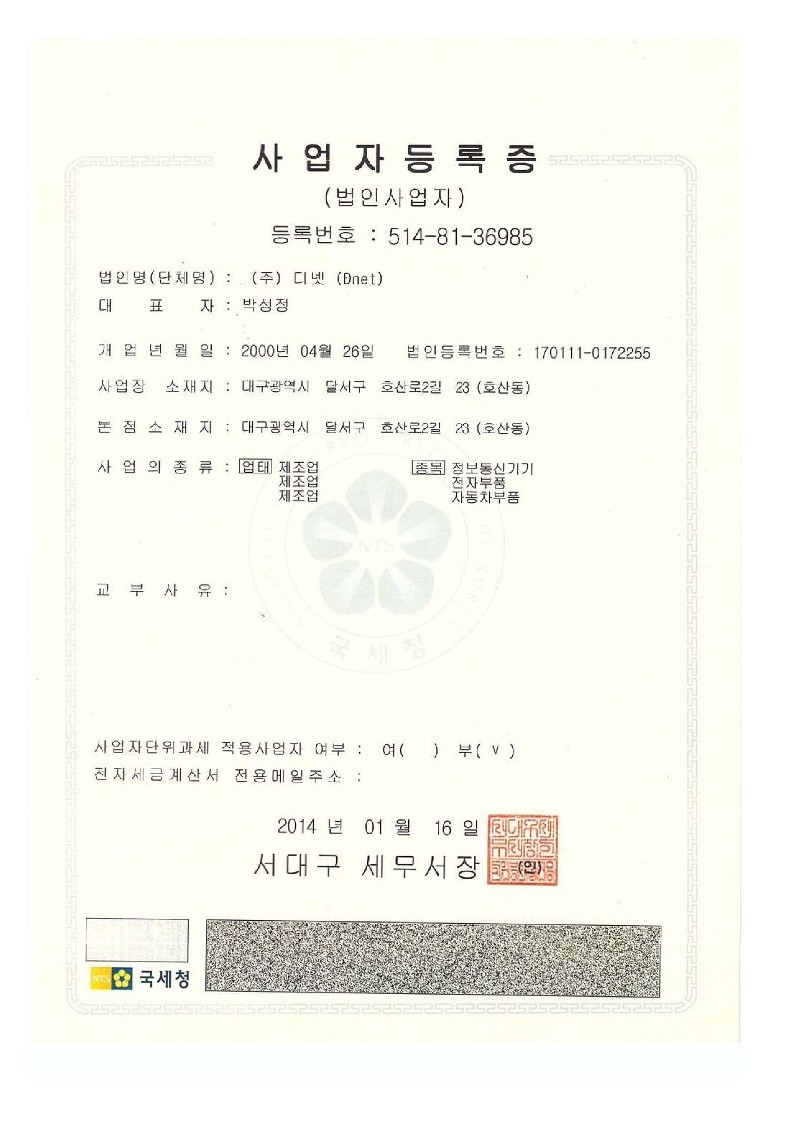 사업자등록증
(법인사업자)
등록번호 : 514-81-36985
법인명(단체명) : (주) 디넷 (Dnet)
대 표 자 : 박성정
개 업 년 월 일 : 2000년 04월 26일 법인등록번호 : 170111-0172255
사업장 소재지 : 대구광역시 달서구 호산로2길 23 (호산동)
본 점 소 재 지 : 대구광역시 달서구 호산로2길 23 (호산동)
사 업 의 종 류 : 업태 제조업 종목 정보통신기기
제조업 전자부품
제조업 자동차부품
NTS
국세청
교 부 사 유 :
사업자단위과세 적용사업자 여부 : 여( ) 부( v )
전자세금계산서 전용메일주소 :
2014 년 01 월 16 일
서대구 세무서장 (인)
NTS 국세청